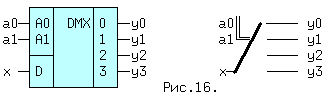 a0 A0 DMX 0 y0 a0 y0
a1 A1 1 y1 a1 y1
2 y2 y2
x D 3 y3 x y3
Рис.16.